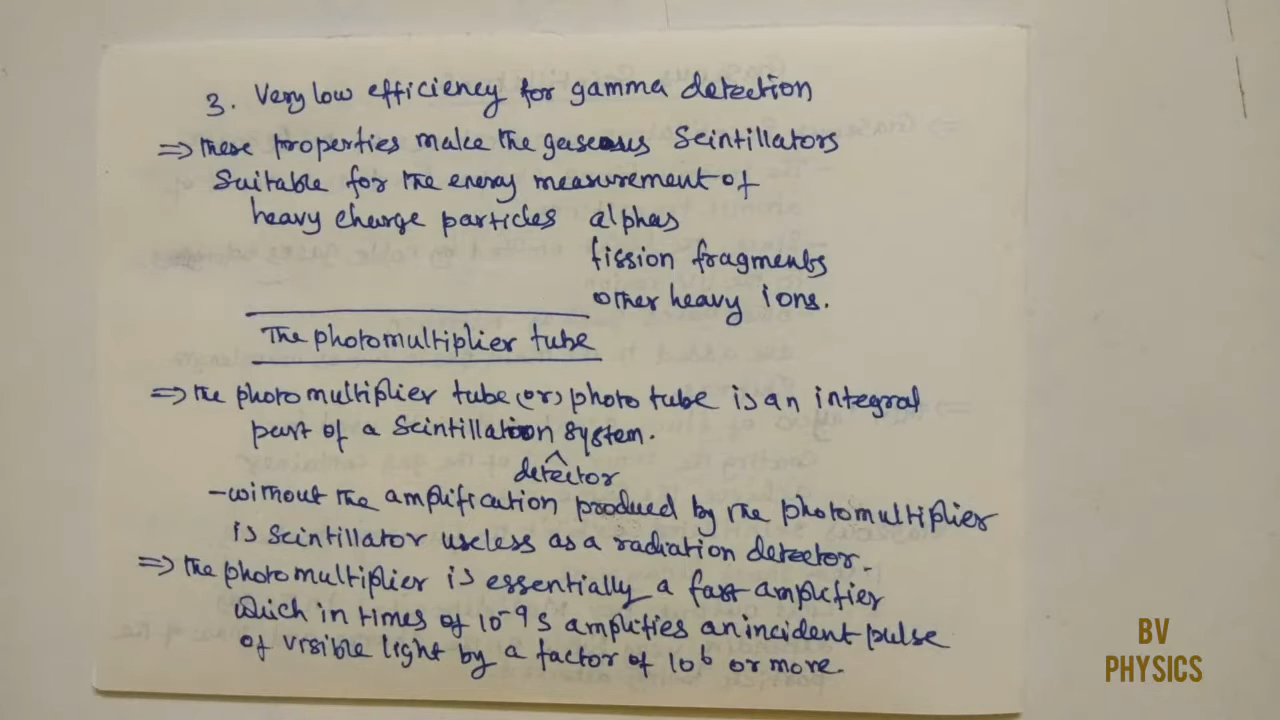 3. Very low efficiency for gamma detection
⇒ these properties make the gaseous Scintillators
Suitable for the energy measurement of
heavy charge particles alphas
fission fragments
other heavy ions.
The photomultiplier tube
⇒ the photomultiplier tube (or) photo tube is an integral
part of a Scintillation system.
^
detector
- without the amplification produced by the photomultiplier
is scintillator useless as a radiation detector.
⇒ the photomultiplier is essentially a fast amplifier
which in times of 10⁻⁹ s amplifies an incident pulse
of visible light by a factor of 10⁶ or more.
BV
PHYSICS